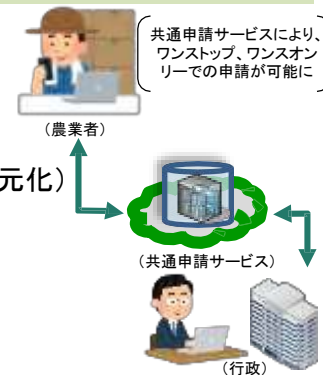 共通申請サービスにより、
ワンストップ、ワンスオン
リーでの申請が可能に
(農業者)
元化)
(共通申請サービス)
(行政)